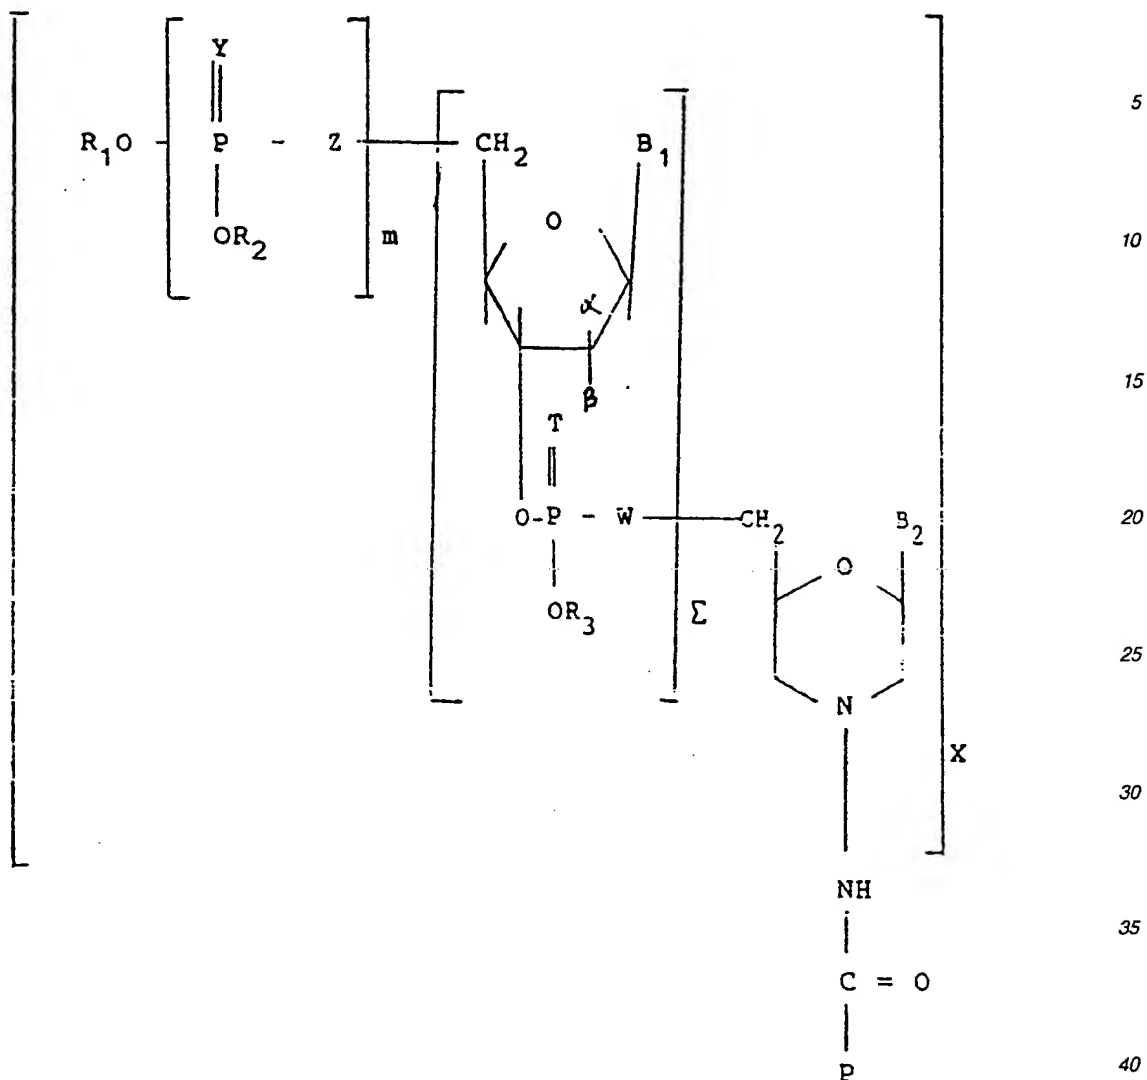 Y
5
R₁O - P - Z CH₂ B₁
O
OR₂ m 10
α
β 15
T
O-P - W CH₂ B₂ 20
O
OR₃ Σ
25
N
X
30
NH
35
C = O
P 40